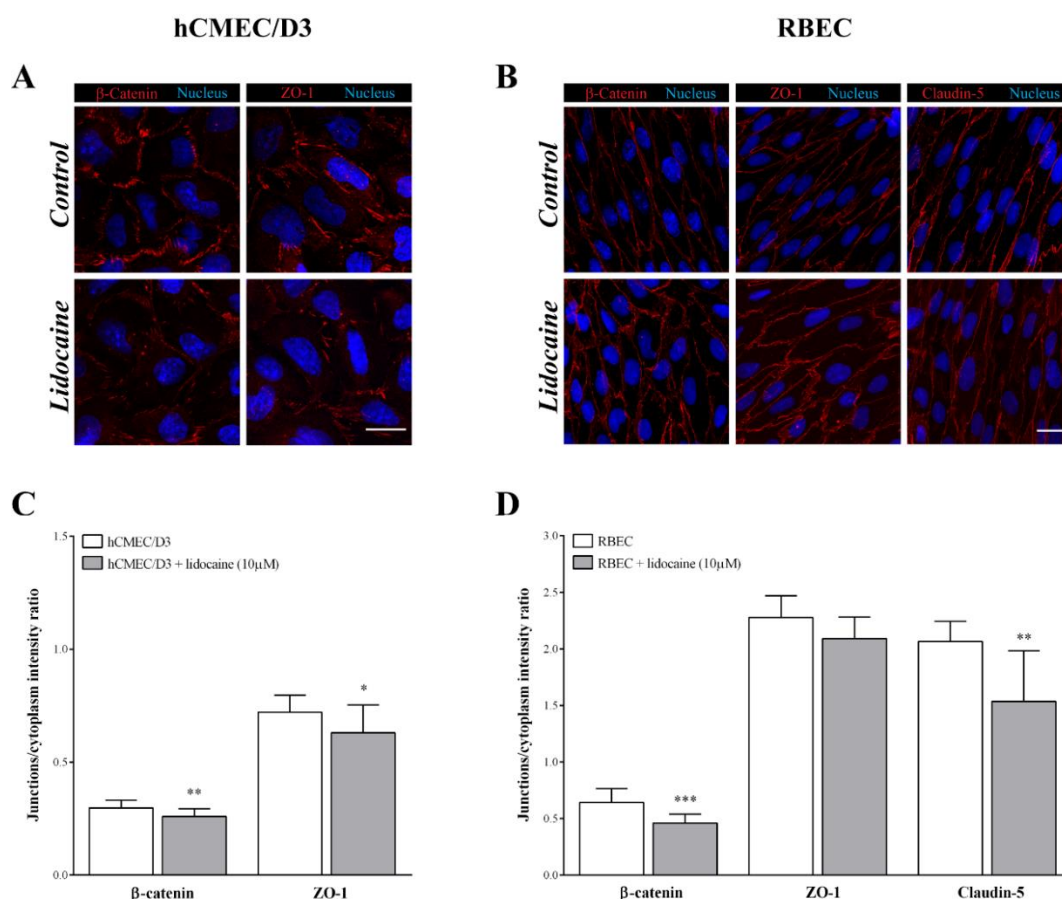 hCMEC/D3
RBEC
A
β-Catenin Nucleus
ZO-1 Nucleus
Control
Lidocaine
B
β-Catenin Nucleus
ZO-1 Nucleus
Claudin-5 Nucleus
Control
Lidocaine
C
Junctions/cytoplasm intensity ratio
1.5
1.0
0.5
0.0
hCMEC/D3
hCMEC/D3 + lidocaine (10μM)
**
*
β-catenin
ZO-1
D
Junctions/cytoplasm intensity ratio
3.0
2.5
2.0
1.5
1.0
0.5
0.0
RBEC
RBEC + lidocaine (10μM)
***
**
β-catenin
ZO-1
Claudin-5